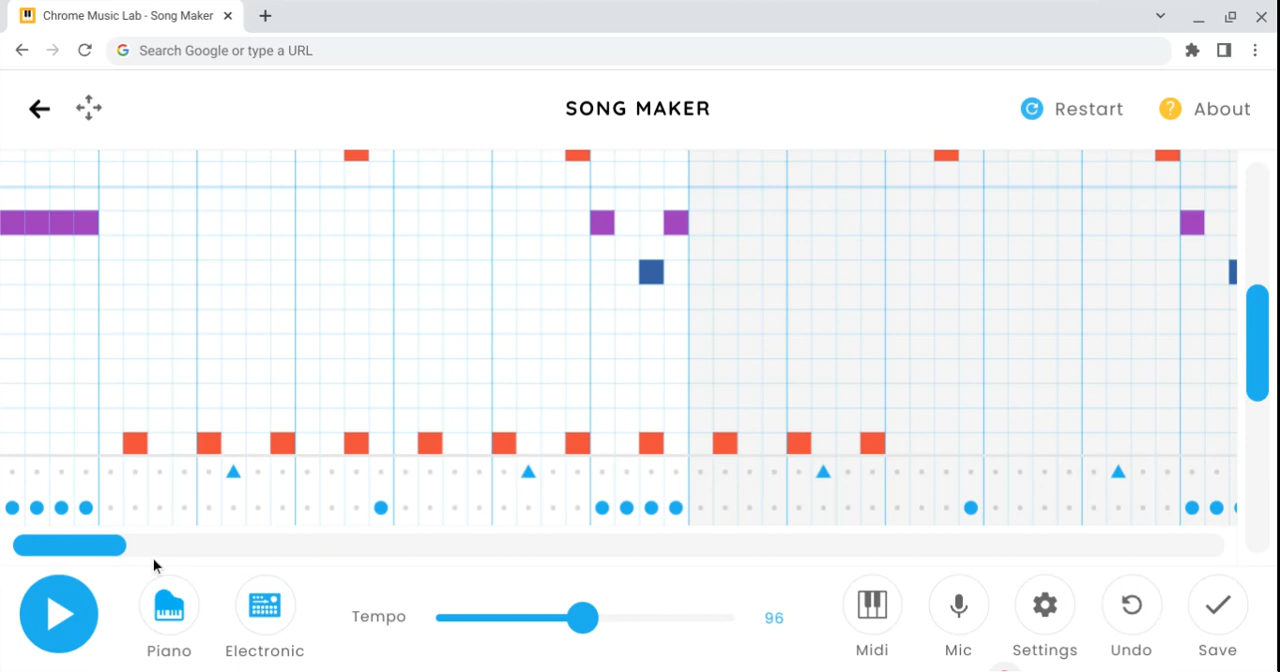 Chrome Music Lab - Song Maker
Search Google or type a URL
SONG MAKER
Restart
? About
Tempo
96
Piano
Electronic
Midi
Mic
Settings
Undo
Save